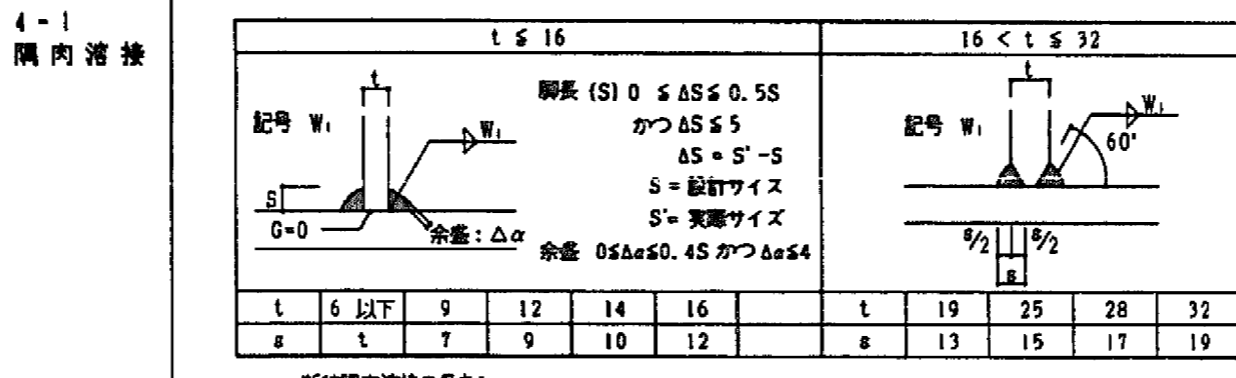 4-1
隅肉溶接
t ≦ 16
16 < t ≦ 32
t
記号 W₁
W₁
S
G=0
余盛：Δα
脚長 (S) 0 ≦ ΔS ≦ 0.5S
かつ ΔS ≦ 5
ΔS = S' - S
S = 設計サイズ
S' = 実際サイズ
余盛 0≦Δα≦0.4S かつ Δα≦4
t
記号 W₁
W₁
60°
s/2 s/2
s
t 6 以下 9 12 14 16 t 19 25 28 32
s t 7 9 10 12 s 13 15 17 19